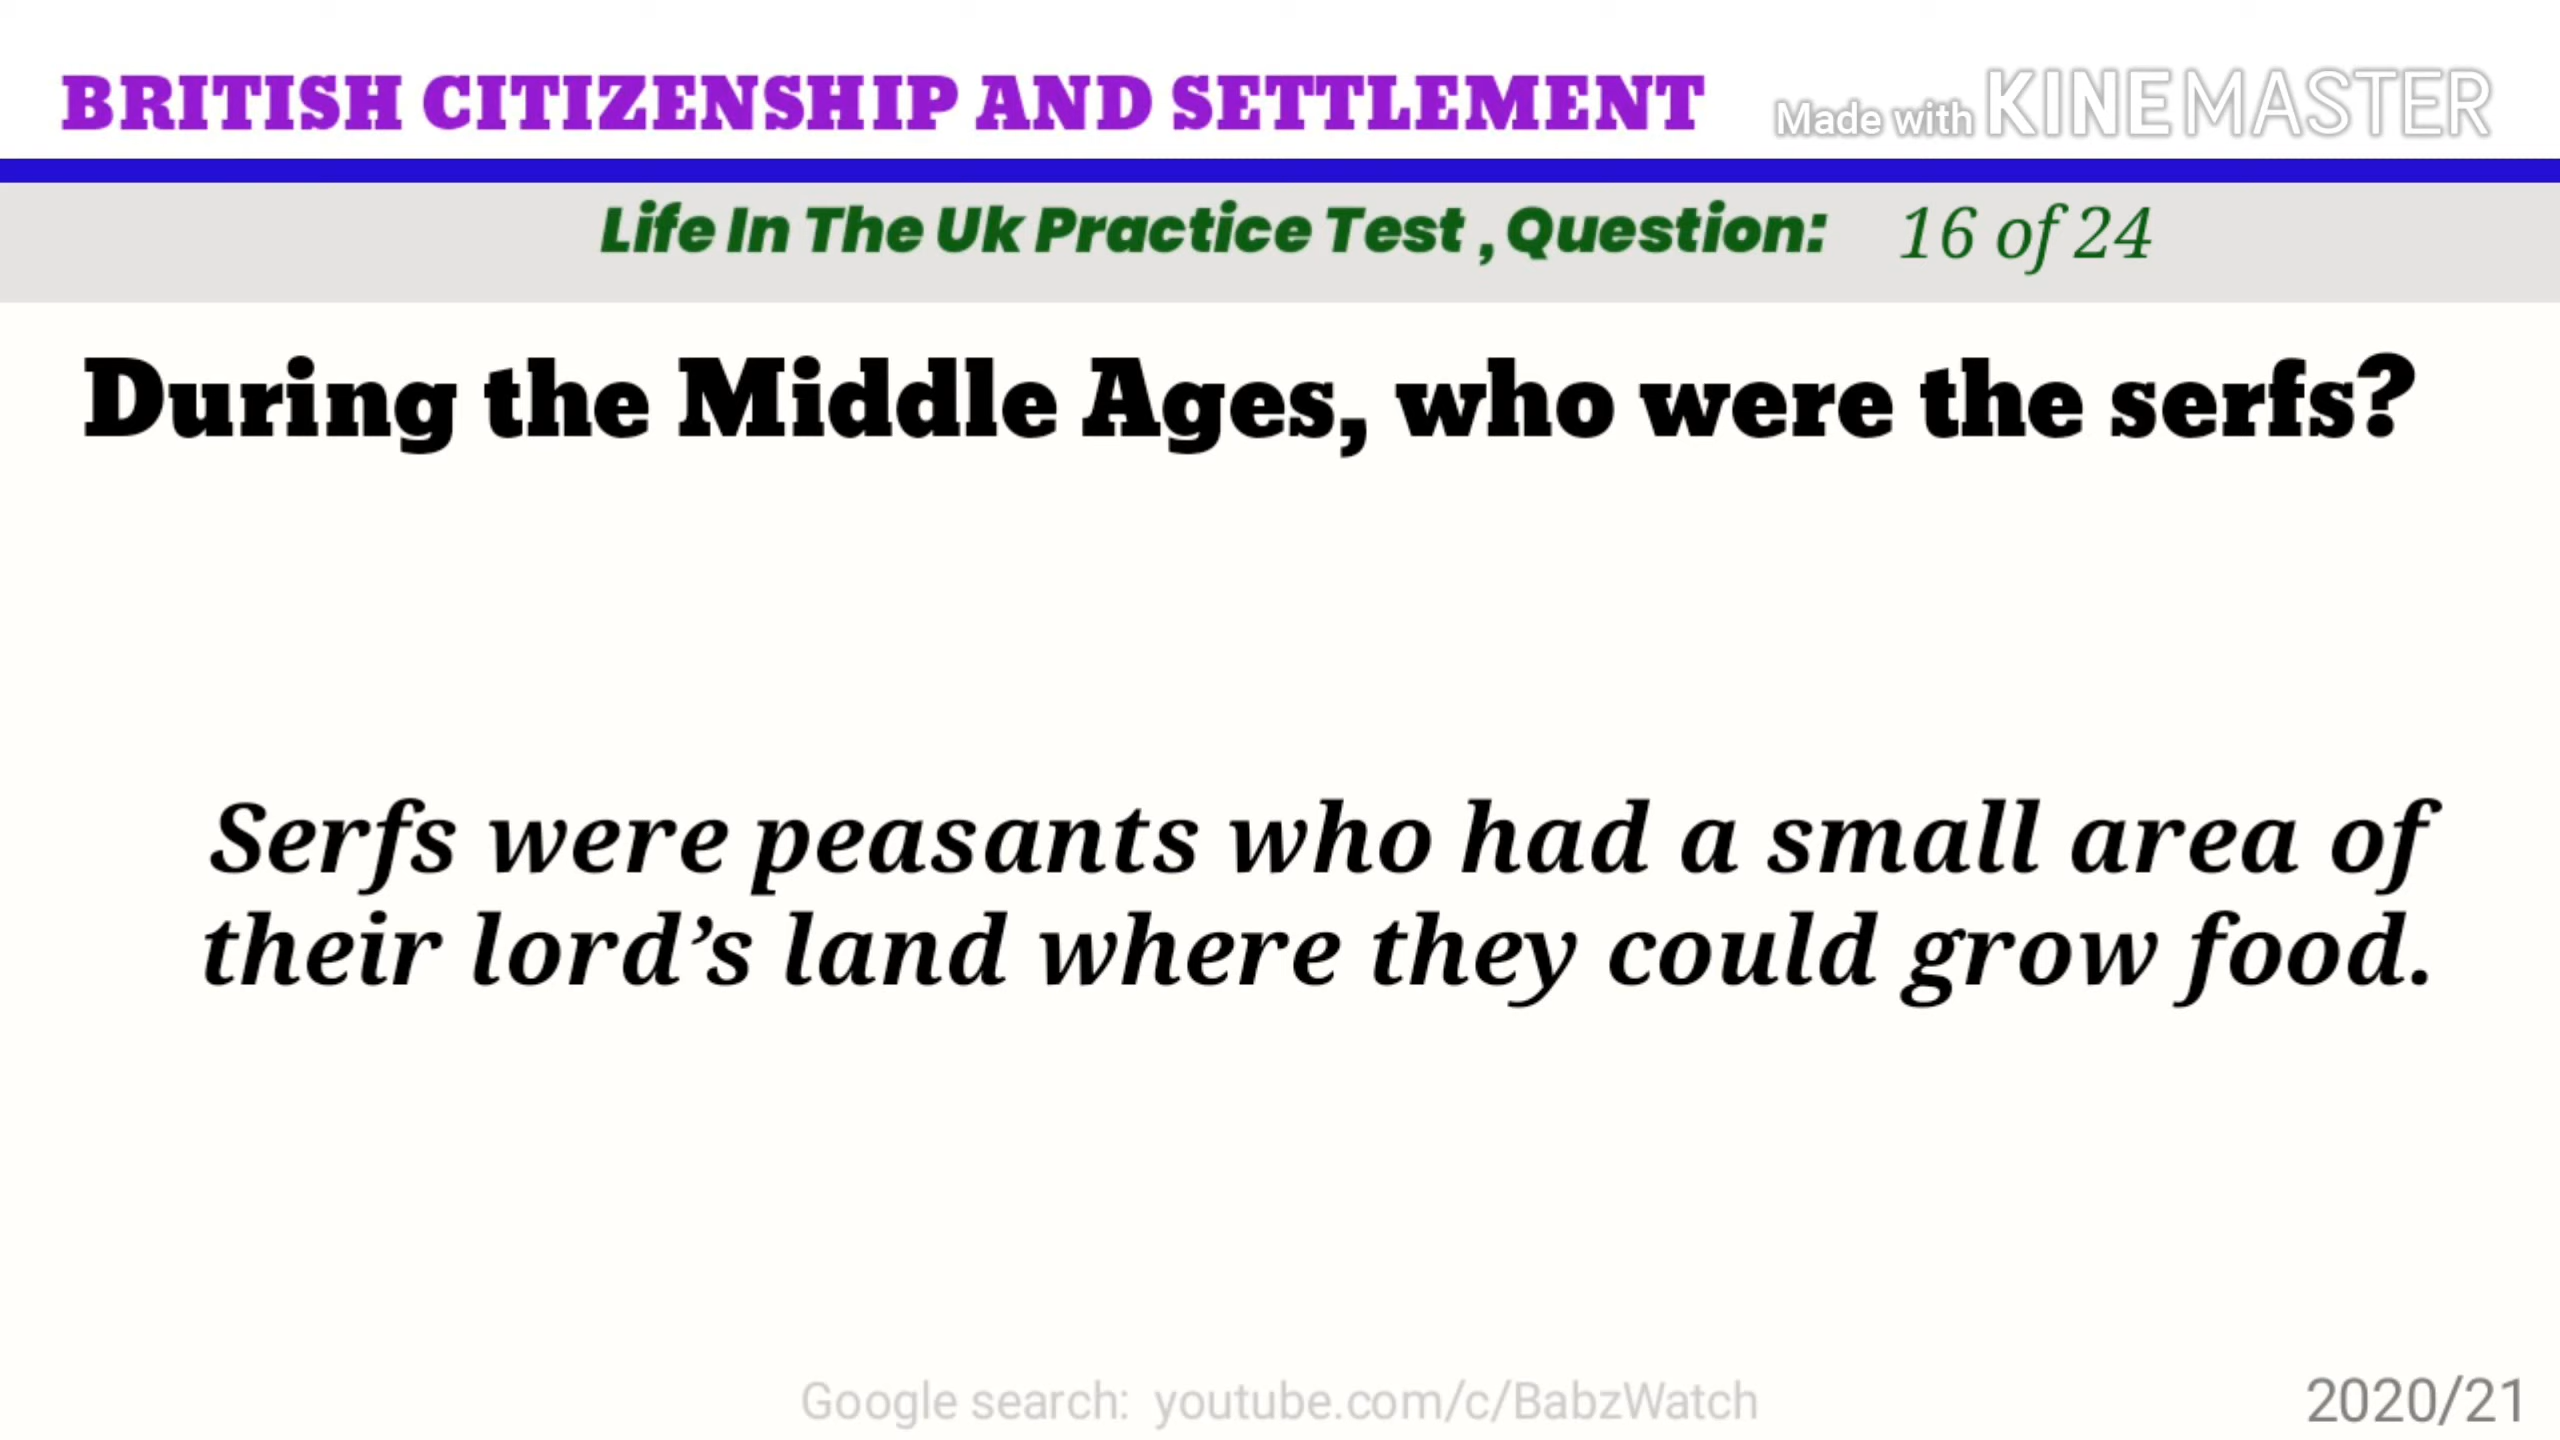 BRITISH CITIZENSHIP AND SETTLEMENT
Made with KINEMASTER
Life In The Uk Practice Test , Question: 16 of 24
During the Middle Ages, who were the serfs?
Serfs were peasants who had a small area of
their lord’s land where they could grow food.
Google search: youtube.com/c/BabzWatch
2020/21